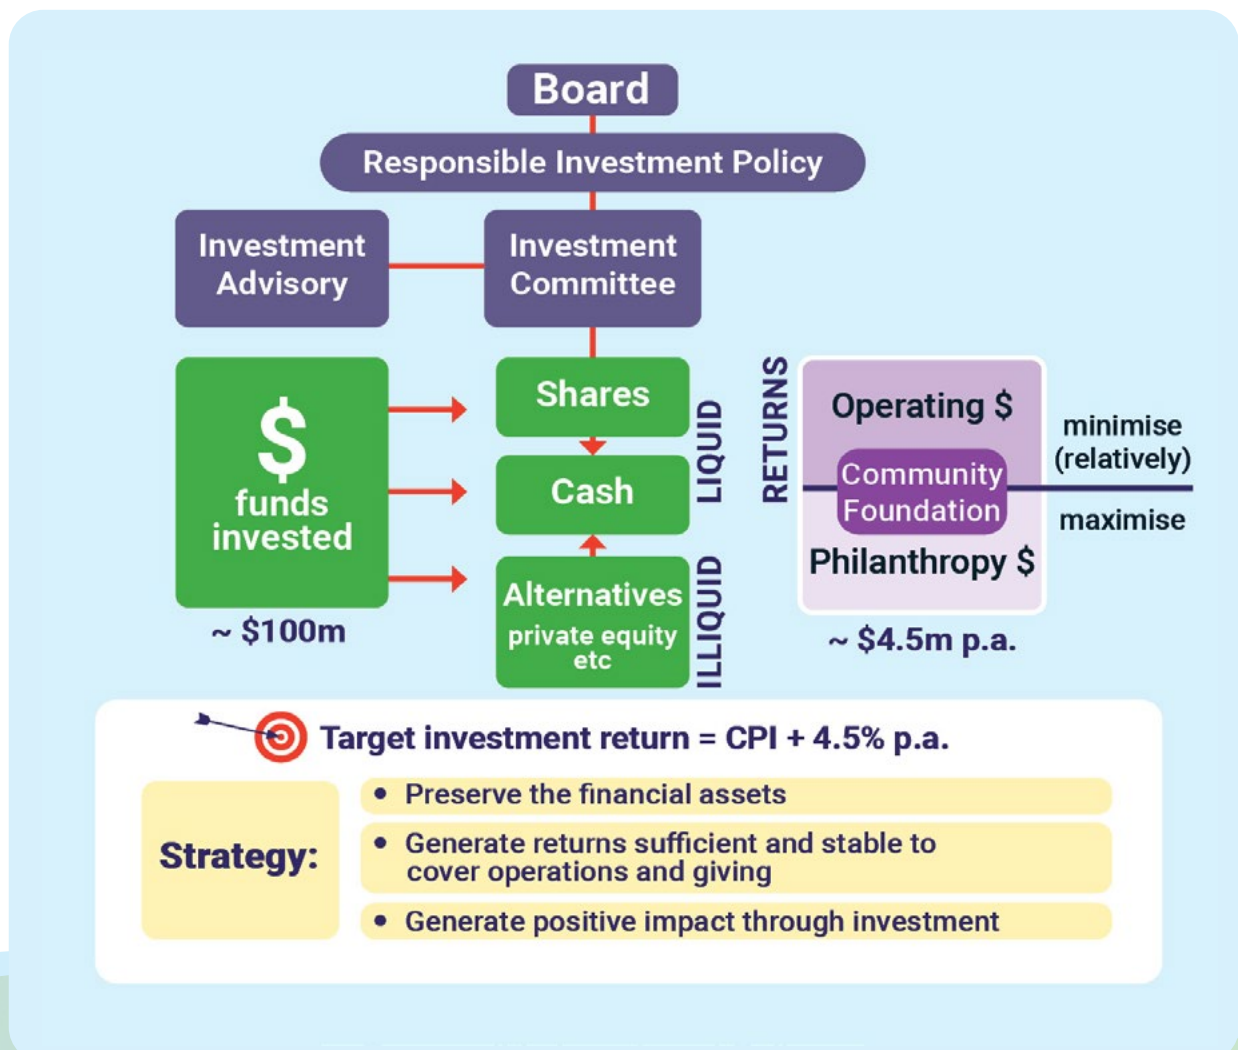 Board
Responsible Investment Policy
Investment
Advisory
Investment
Committee
$
funds
invested
~ $100m
Shares
Cash
Alternatives
private equity
etc
LIQUID
ILLIQUID
RETURNS
Operating $
Community
Foundation
Philanthropy $
minimise
(relatively)
maximise
~ $4.5m p.a.
Target investment return = CPI + 4.5% p.a.
Strategy:
• Preserve the financial assets
• Generate returns sufficient and stable to
cover operations and giving
• Generate positive impact through investment